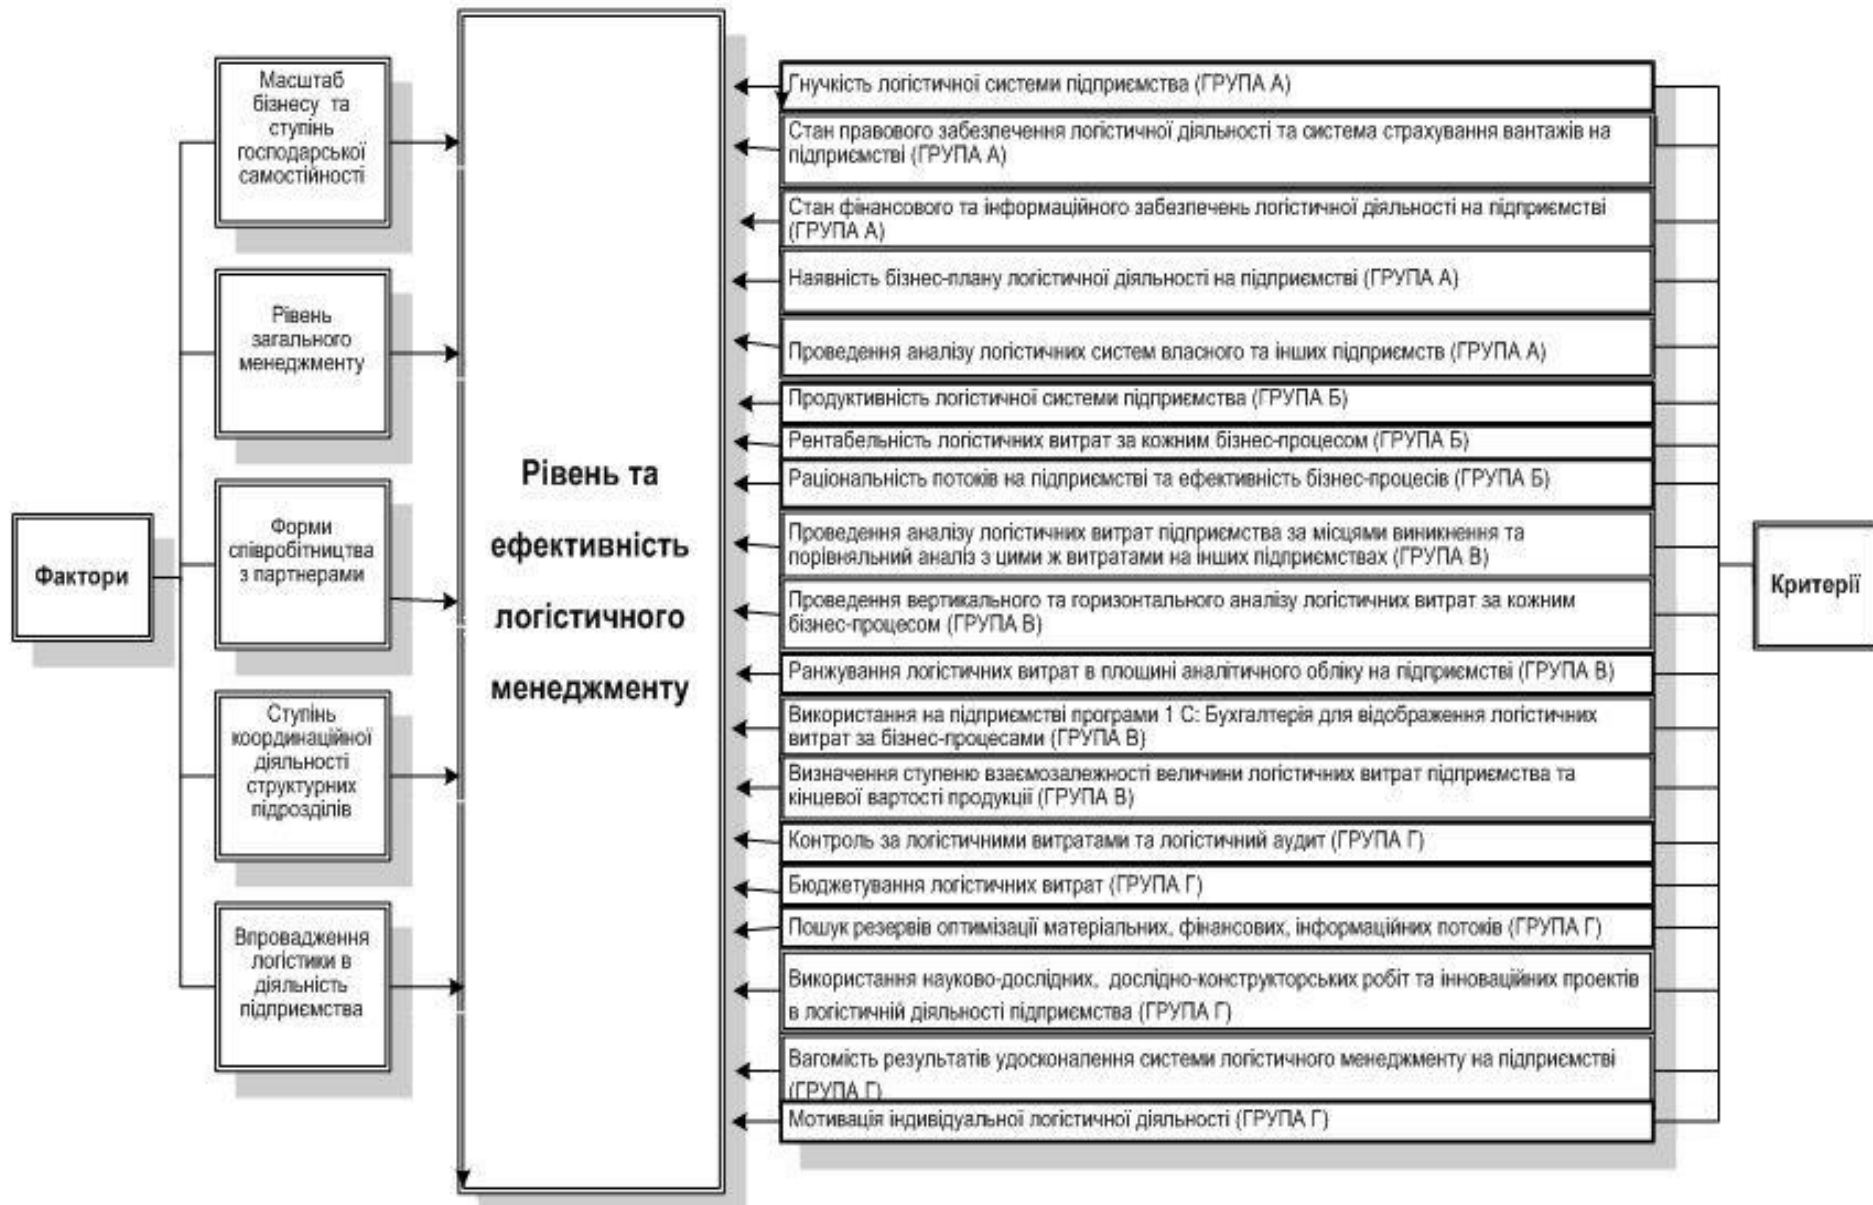 Фактори
Масштаб
бізнесу та
ступінь
господарської
самостійності
Рівень
загального
менеджменту
Форми
співробітництва
з партнерами
Ступінь
координаційної
діяльності
структурних
підрозділів
Впровадження
логістики в
діяльність
підприємства
Рівень та
ефективність
логістичного
менеджменту
Гнучкість логістичної системи підприємства (ГРУПА А)
Стан правового забезпечення логістичної діяльності та система страхування вантажів на
підприємстві (ГРУПА А)
Стан фінансового та інформаційного забезпечень логістичної діяльності на підприємстві
(ГРУПА А)
Наявність бізнес-плану логістичної діяльності на підприємстві (ГРУПА А)
Проведення аналізу логістичних систем власного та інших підприємств (ГРУПА А)
Продуктивність логістичної системи підприємства (ГРУПА Б)
Рентабельність логістичних витрат за кожним бізнес-процесом (ГРУПА Б)
Раціональність потоків на підприємстві та ефективність бізнес-процесів (ГРУПА Б)
Проведення аналізу логістичних витрат підприємства за місцями виникнення та
порівняльний аналіз з цими ж витратами на інших підприємствах (ГРУПА В)
Проведення вертикального та горизонтального аналізу логістичних витрат за кожним
бізнес-процесом (ГРУПА В)
Ранжування логістичних витрат в площині аналітичного обліку на підприємстві (ГРУПА В)
Використання на підприємстві програми 1 С: Бухгалтерія для відображення логістичних
витрат за бізнес-процесами (ГРУПА В)
Визначення ступеню взаємозалежності величини логістичних витрат підприємства та
кінцевої вартості продукції (ГРУПА В)
Контроль за логістичними витратами та логістичний аудит (ГРУПА Г)
Бюджетування логістичних витрат (ГРУПА Г)
Пошук резервів оптимізації матеріальних, фінансових, інформаційних потоків (ГРУПА Г)
Використання науково-дослідних, дослідно-конструкторських робіт та інноваційних проектів
в логістичній діяльності підприємства (ГРУПА Г)
Вагомість результатів удосконалення системи логістичного менеджменту на підприємстві
(ГРУПА Г)
Мотивація індивідуальної логістичної діяльності (ГРУПА Г)
Критерії